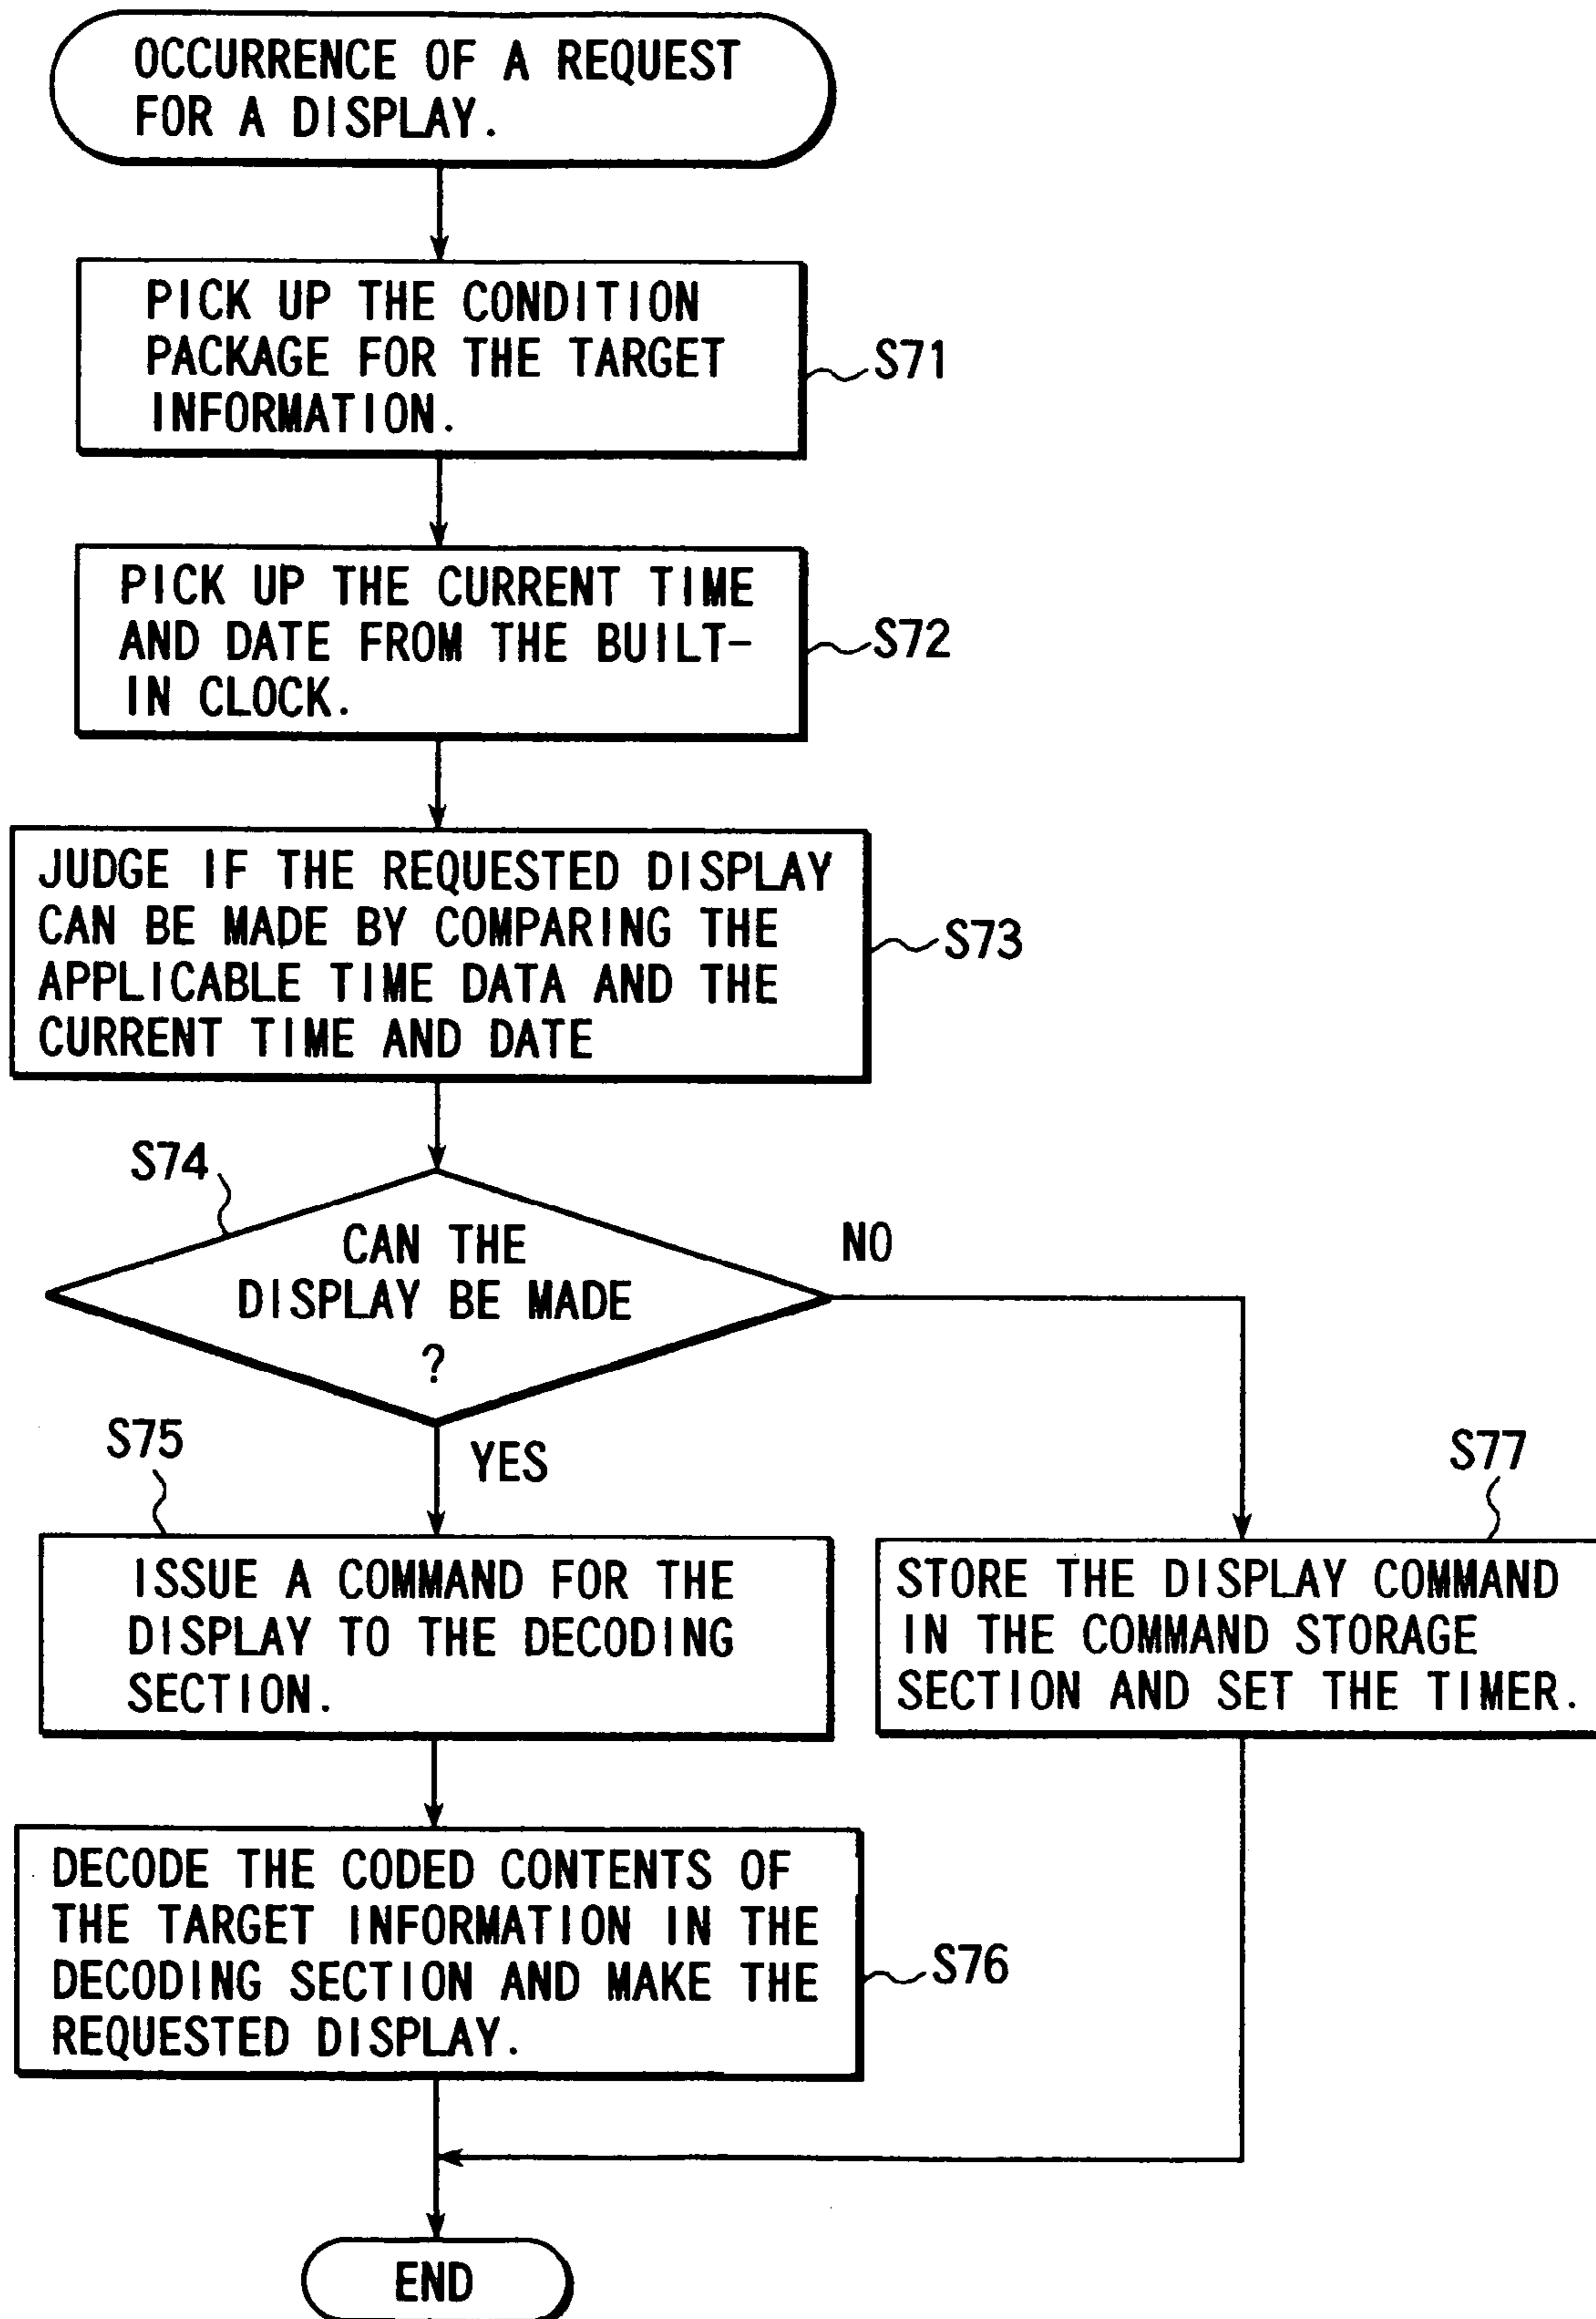 OCCURRENCE OF A REQUEST
FOR A DISPLAY.
PICK UP THE CONDITION
PACKAGE FOR THE TARGET
INFORMATION.
S71
PICK UP THE CURRENT TIME
AND DATE FROM THE BUILT-
IN CLOCK.
S72
JUDGE IF THE REQUESTED DISPLAY
CAN BE MADE BY COMPARING THE
APPLICABLE TIME DATA AND THE
CURRENT TIME AND DATE
S73
S74
CAN THE
DISPLAY BE MADE
?
NO
YES
S75
ISSUE A COMMAND FOR THE
DISPLAY TO THE DECODING
SECTION.
S77
STORE THE DISPLAY COMMAND
IN THE COMMAND STORAGE
SECTION AND SET THE TIMER.
DECODE THE CODED CONTENTS OF
THE TARGET INFORMATION IN THE
DECODING SECTION AND MAKE THE
REQUESTED DISPLAY.
S76
END